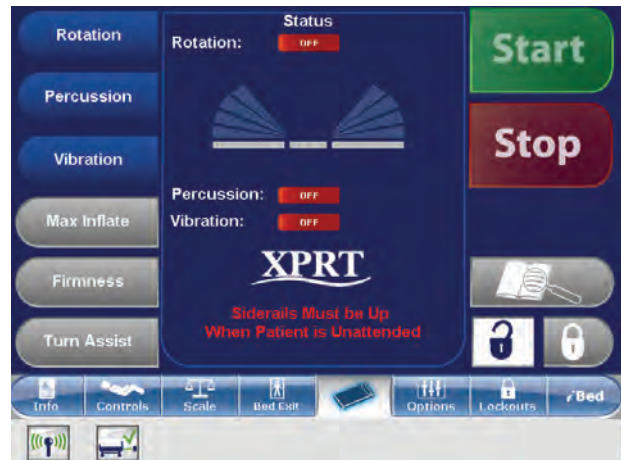 Rotation
Percussion
Vibration
Max Inflate
Firmness
Turn Assist
Status
Rotation: OFF
Percussion: OFF
Vibration: OFF
XPRT
Siderails Must be Up
When Patient is Unattended
Start
Stop
Info
Controls
Scale
Bed Exit
Options
Lockouts
iBed